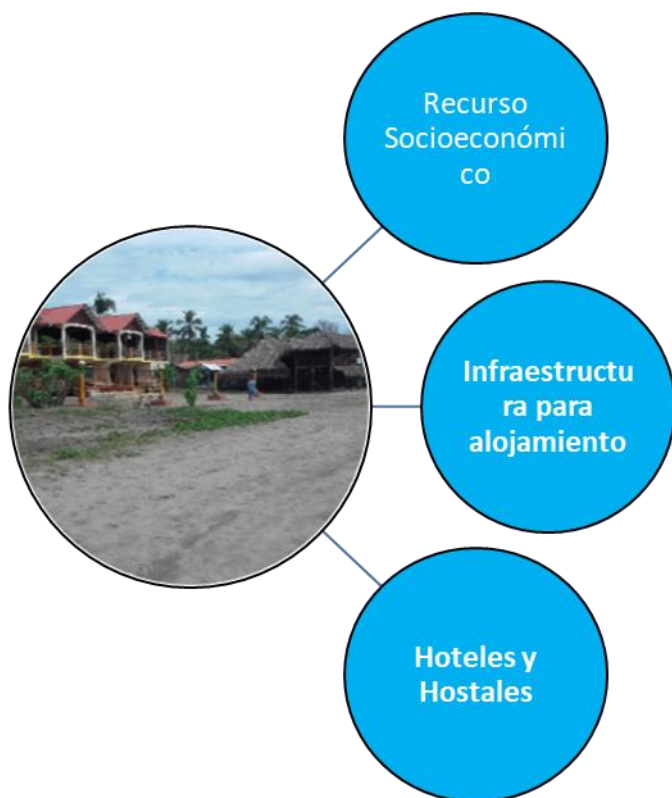 Recurso
Socioeconómi
co
Infraestructu
ra para
alojamiento
Hoteles y
Hostales